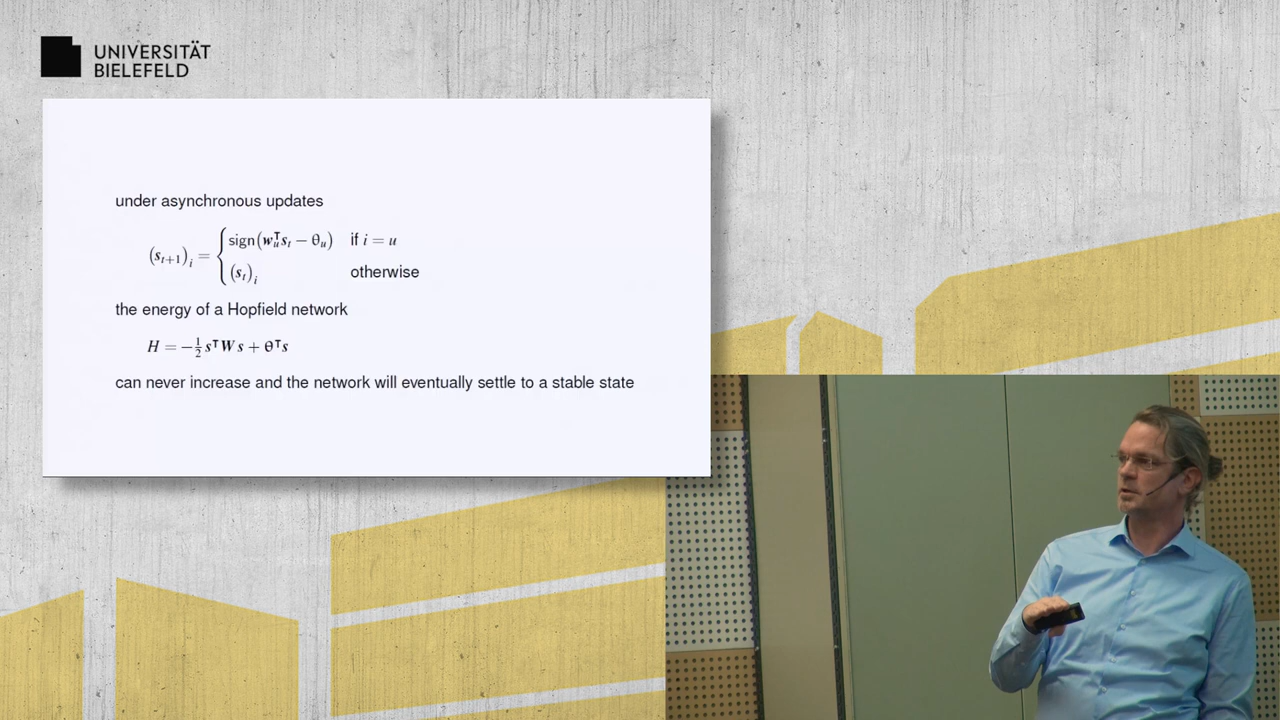 UNIVERSITÄT
BIELEFELD
under asynchronous updates
(s_{t+1})_i = { sign(w_u^T s_t − θ_u) if i = u
(s_t)_i otherwise
the energy of a Hopfield network
H = −½ s^T W s + θ^T s
can never increase and the network will eventually settle to a stable state